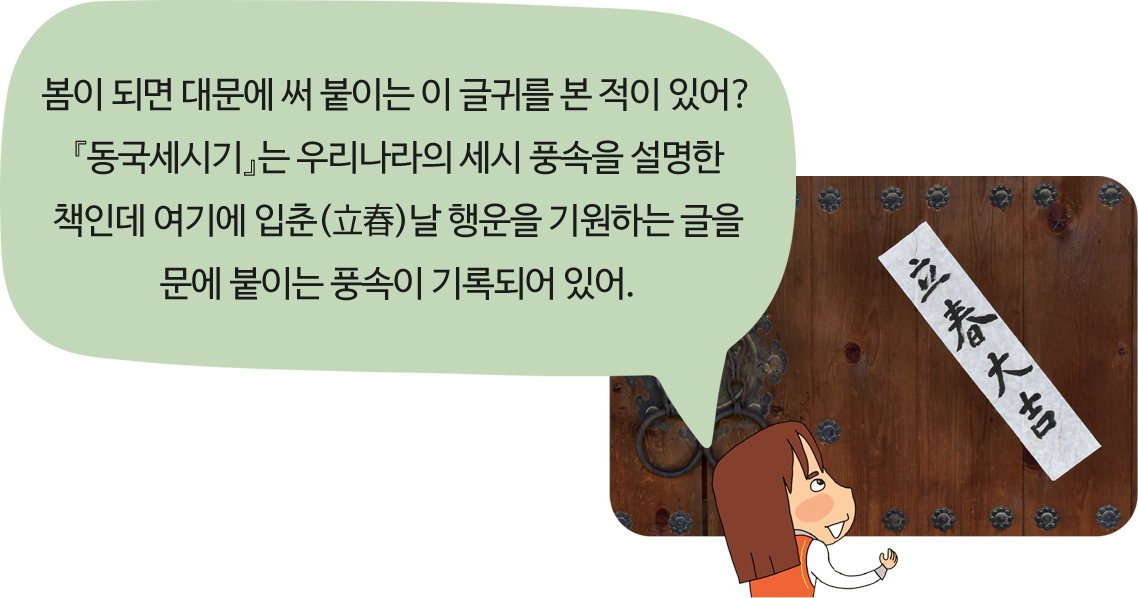 봄이 되면 대문에 써 붙이는 이 글귀를 본 적이 있어?
『동국세시기』는 우리나라의 세시 풍속을 설명한
책인데 여기에 입춘(立春)날 행운을 기원하는 글을
문에 붙이는 풍속이 기록되어 있어.
立春大吉